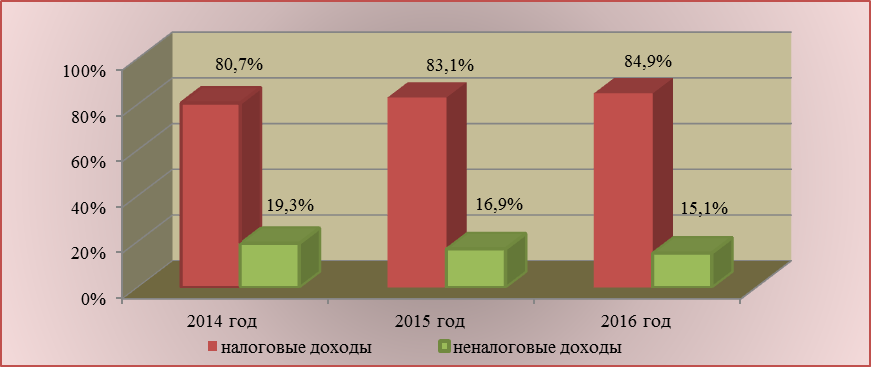 80,7%
83,1%
84,9%
100%
80%
60%
40%
20%
0%
19,3%
16,9%
15,1%
2014 год
2015 год
2016 год
налоговые доходы
неналоговые доходы